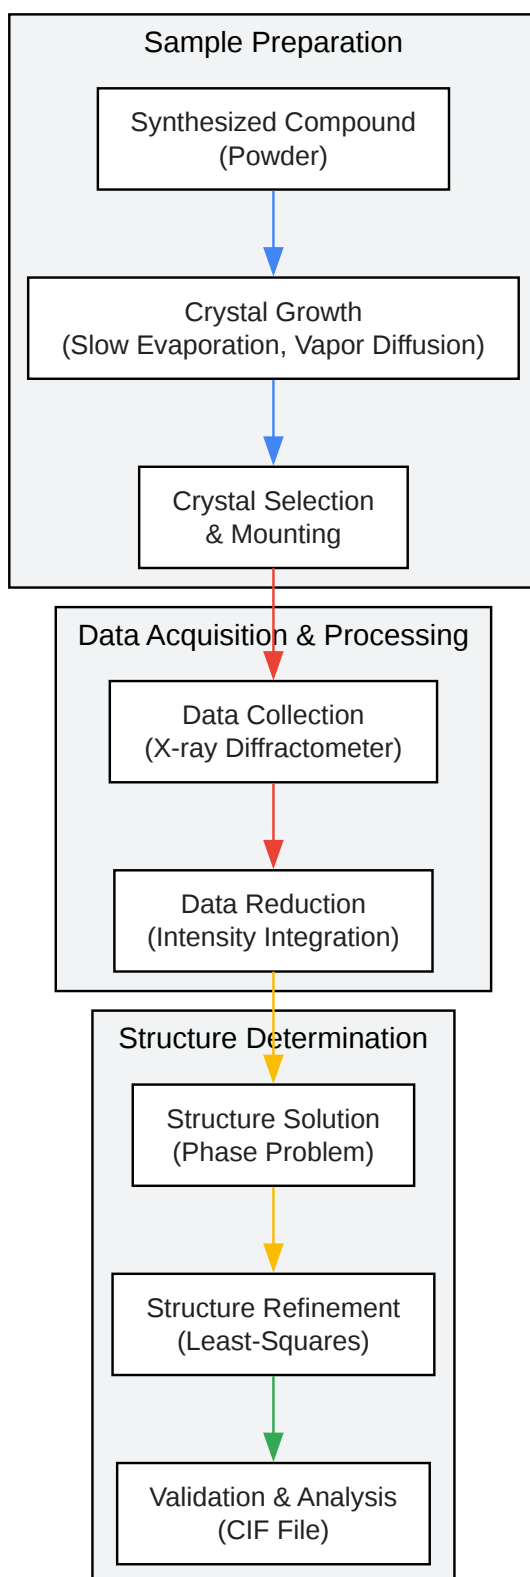 Sample Preparation
Synthesized Compound
(Powder)
Crystal Growth
(Slow Evaporation, Vapor Diffusion)
Crystal Selection
& Mounting
Data Acquisition & Processing
Data Collection
(X-ray Diffractometer)
Data Reduction
(Intensity Integration)
Structure Determination
Structure Solution
(Phase Problem)
Structure Refinement
(Least-Squares)
Validation & Analysis
(CIF File)